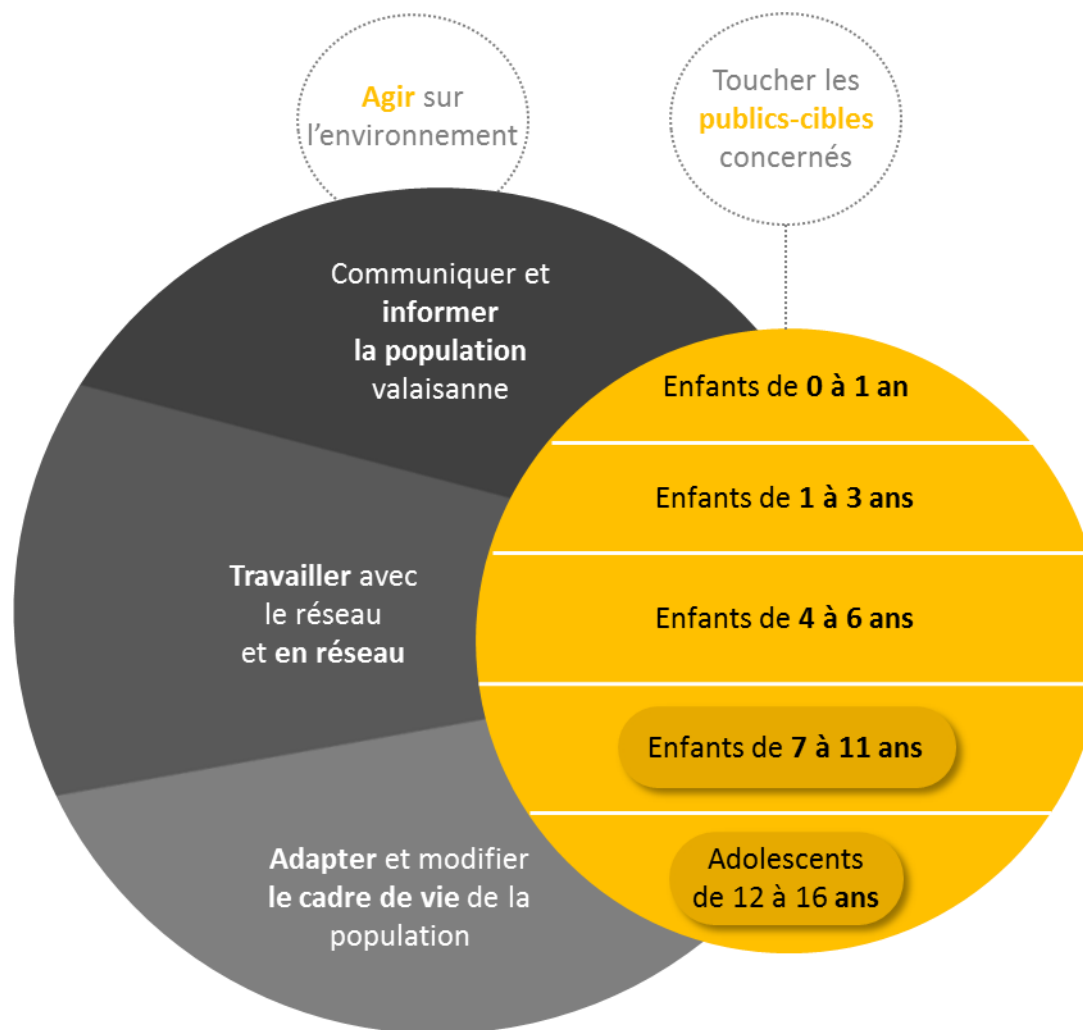 Agir sur
l’environnement
Toucher les
publics-cibles
concernés
Communiquer et
informer
la population
valaisanne
Travailler avec
le réseau
et en réseau
Adapter et modifier
le cadre de vie de la
population
Enfants de 0 à 1 an
Enfants de 1 à 3 ans
Enfants de 4 à 6 ans
Enfants de 7 à 11 ans
Adolescents
de 12 à 16 ans